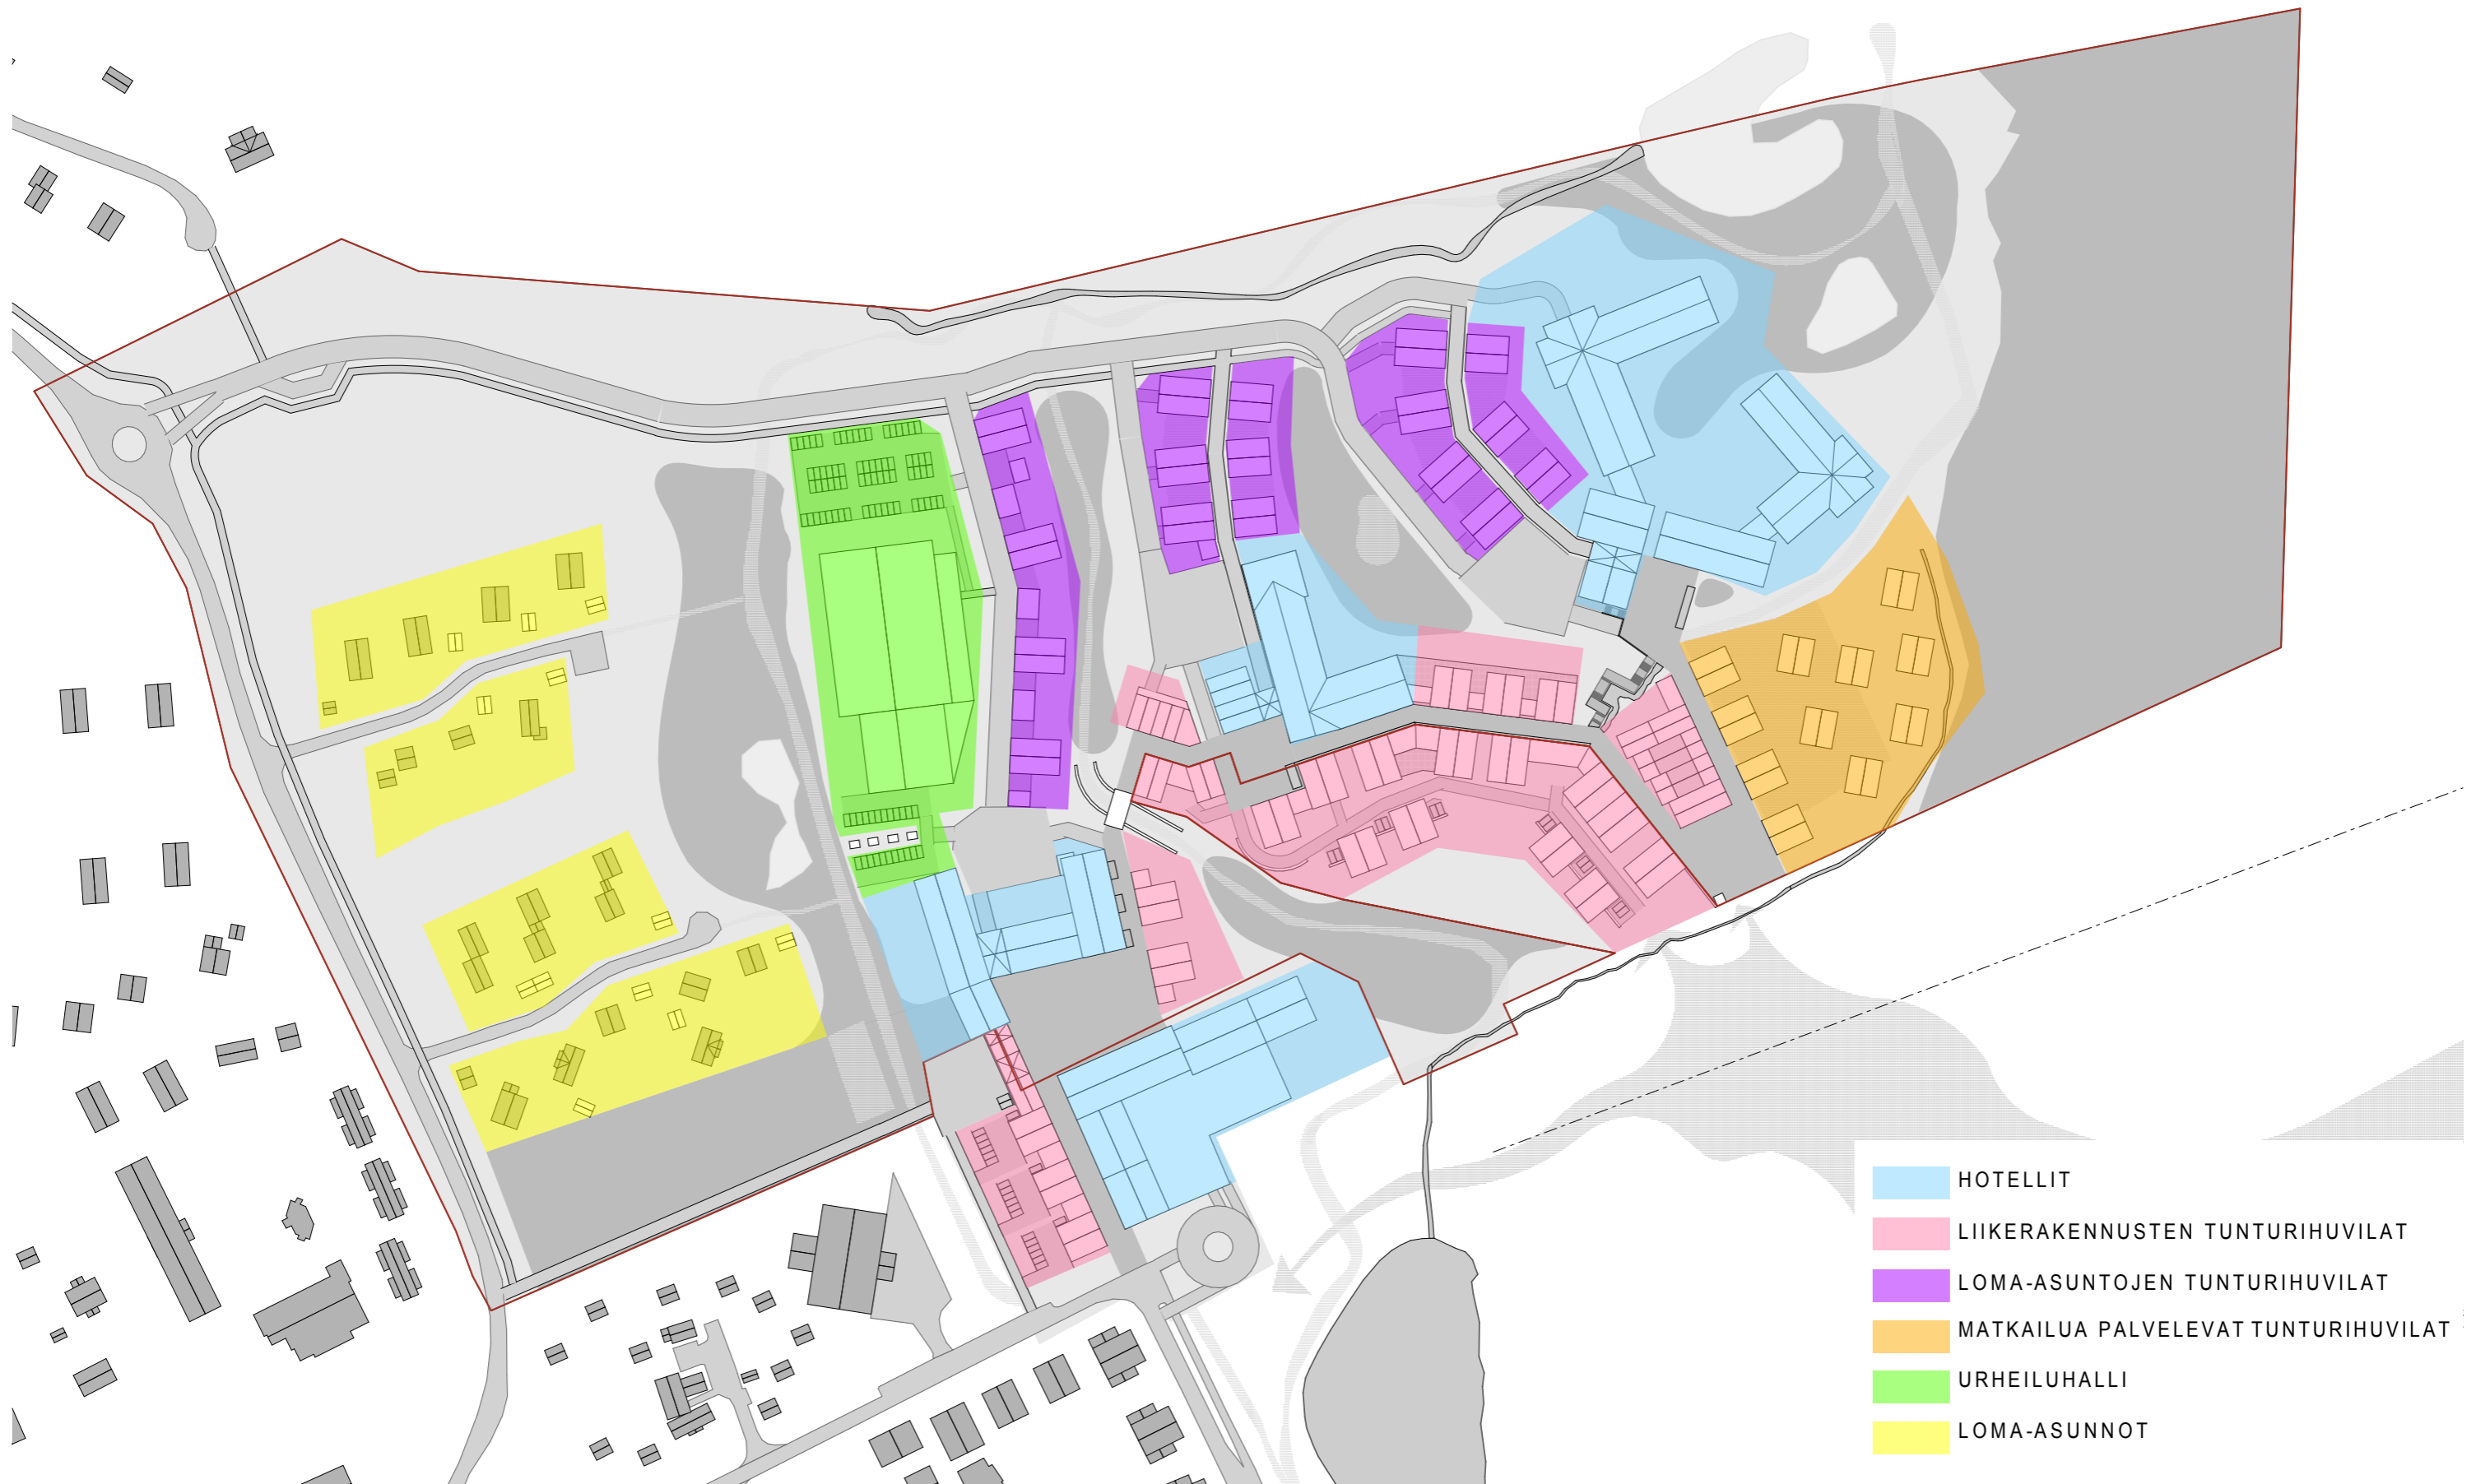 HOTELLIT
LIIKERAKENNUSTEN TUNTURIHUVILAT
LOMA-ASUNTOJEN TUNTURIHUVILAT
MATKAILUA PALVELEVAT TUNTURIHUVILAT
URHEILUHALLI
LOMA-ASUNNOT